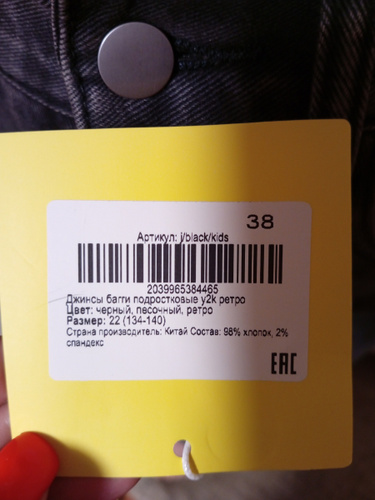 38
Артикул: j/black/kids
2039965384465
Джинсы багги подростковые y2k ретро
Цвет: черный, песочный, ретро
Размер: 22 (134-140)
Страна производитель: Китай Состав: 98% хлопок, 2%
спандекс
ЕАС